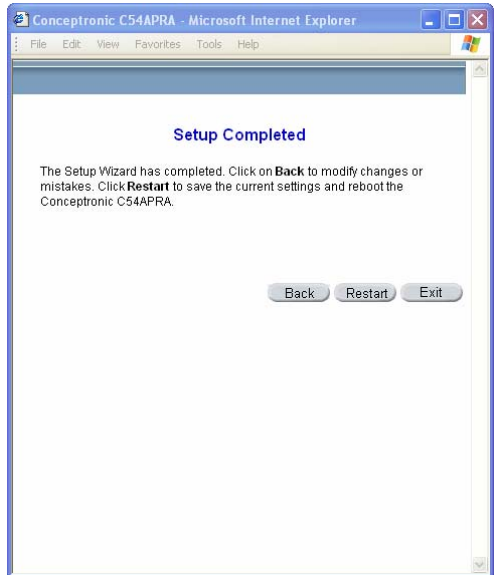 Conceptronic C54APRA - Microsoft Internet Explorer
File Edit View Favorites Tools Help
Setup Completed
The Setup Wizard has completed. Click on Back to modify changes or
mistakes. Click Restart to save the current settings and reboot the
Conceptronic C54APRA.
Back Restart Exit